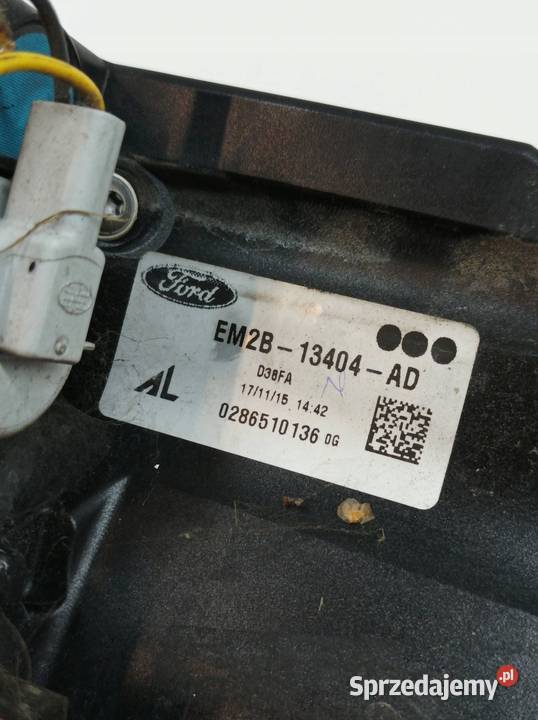 Ford
EM2B-13404-AD
D38FA
17/11/15 14:42
AL
0286510136 0G
Sprzedajemy.pl